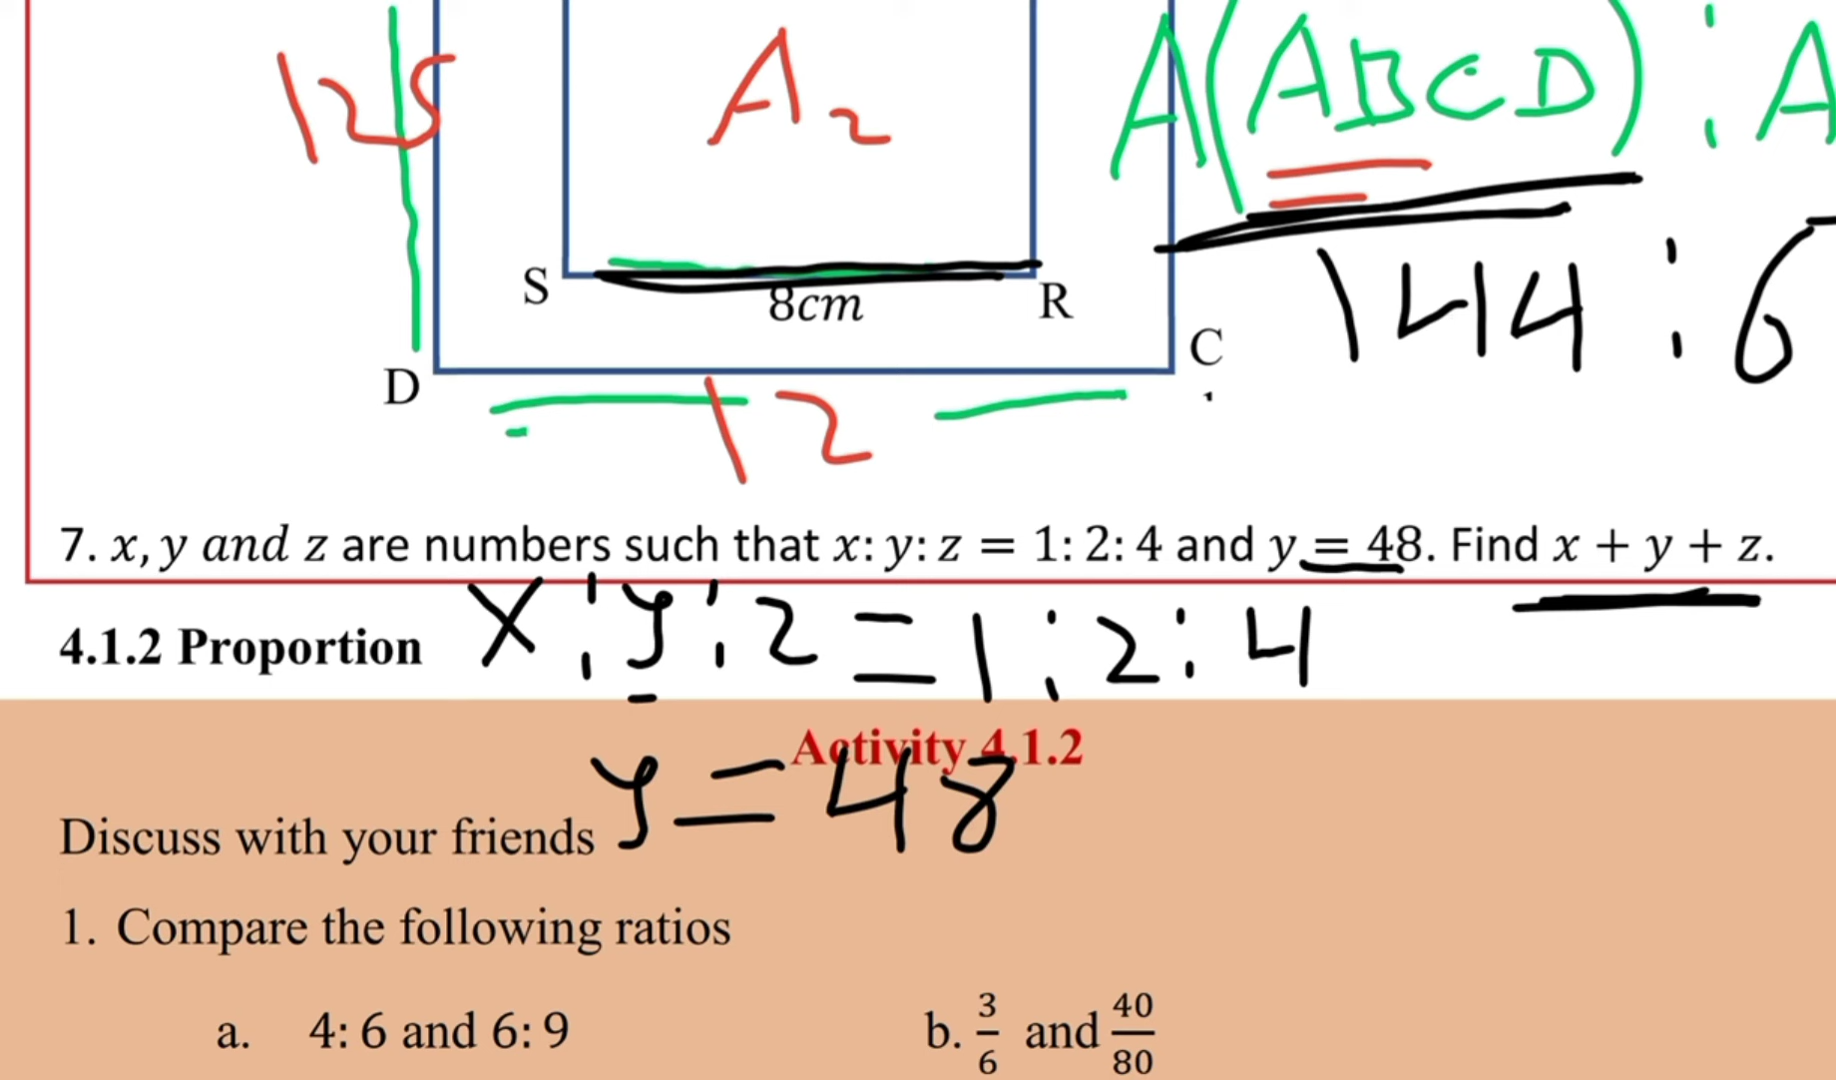 125
A2
A(ABCD) : A
S
8cm
R
144 : 6
C
D
12
7. x, y and z are numbers such that x: y: z = 1: 2: 4 and y = 48. Find x + y + z.
4.1.2 Proportion
x : y : z = 1 : 2 : 4
Activity 4.1.2
y = 48
Discuss with your friends
1. Compare the following ratios
a. 4: 6 and 6: 9
b. 3/6 and 40/80